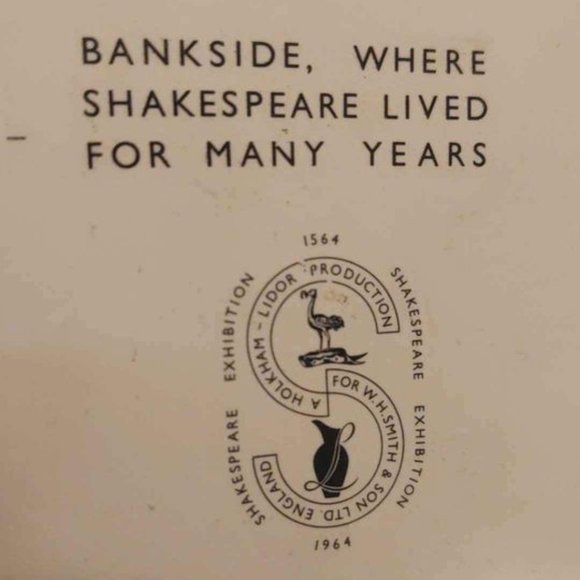 BANKSIDE, WHERE
SHAKESPEARE LIVED
FOR MANY YEARS
1564
SHAKESPEARE EXHIBITION
SHAKESPEARE EXHIBITION
A HOLKHAM-LIDOR PRODUCTION
FOR W.H.SMITH & SON LTD. ENGLAND
L
1964